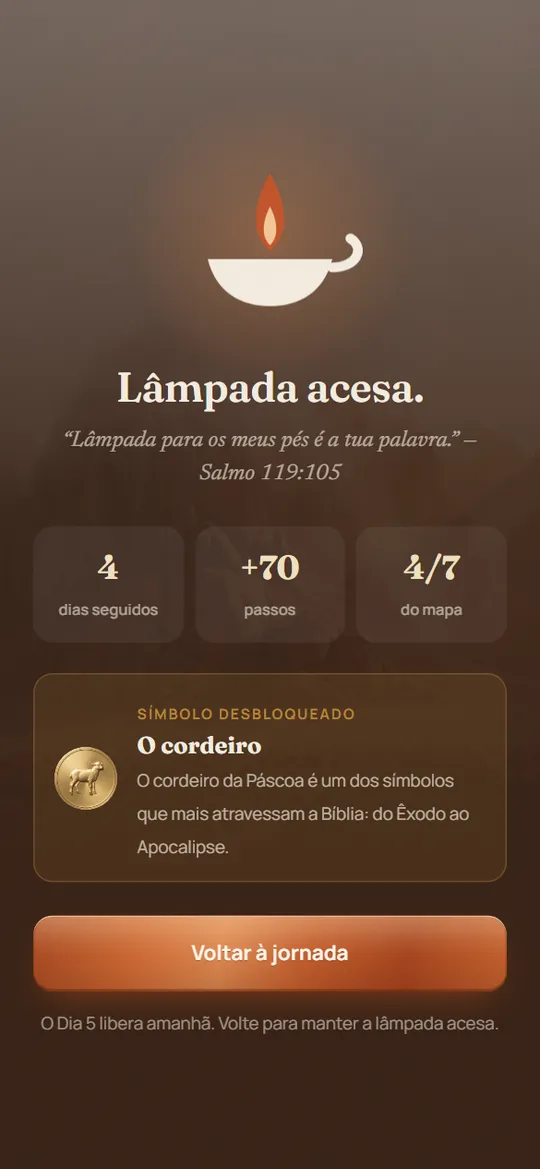 Lâmpada acesa.
“Lâmpada para os meus pés é a tua palavra.” —
Salmo 119:105
4
dias seguidos
+70
passos
4/7
do mapa
SÍMBOLO DESBLOQUEADO
O cordeiro
O cordeiro da Páscoa é um dos símbolos
que mais atravessam a Bíblia: do Êxodo ao
Apocalipse.
Voltar à jornada
O Dia 5 libera amanhã. Volte para manter a lâmpada acesa.